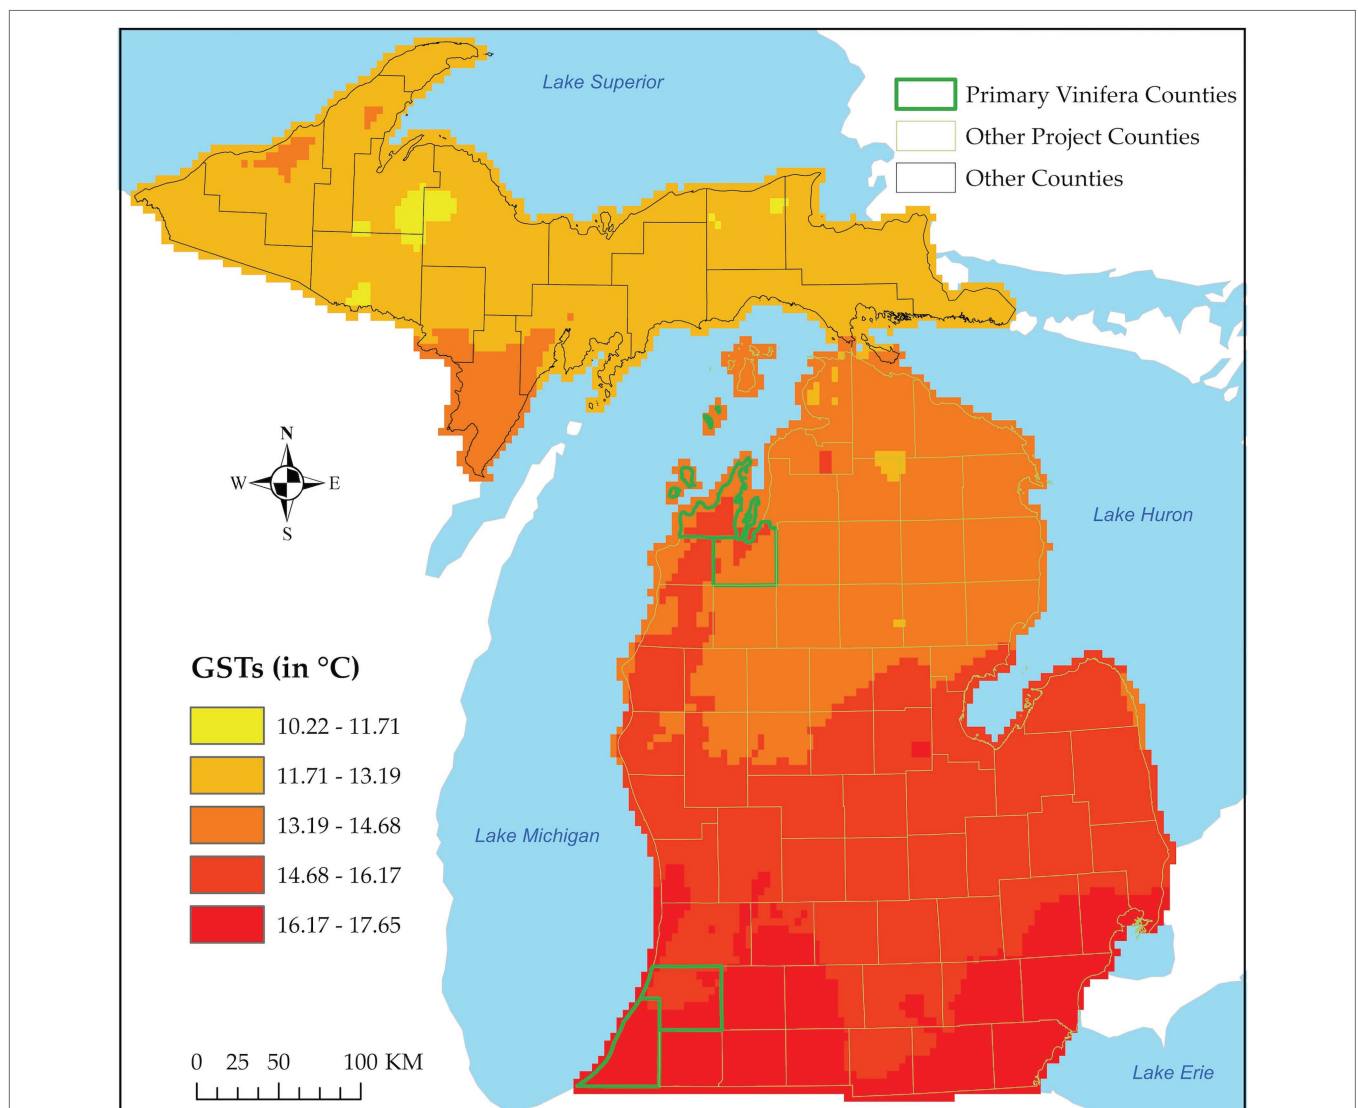 Lake Superior
Primary Vinifera Counties
Other Project Counties
Other Counties
N
W
E
S
Lake Huron
GSTs (in °C)
10.22 - 11.71
11.71 - 13.19
13.19 - 14.68
14.68 - 16.17
16.17 - 17.65
Lake Michigan
0 25 50 100 KM
Lake Erie